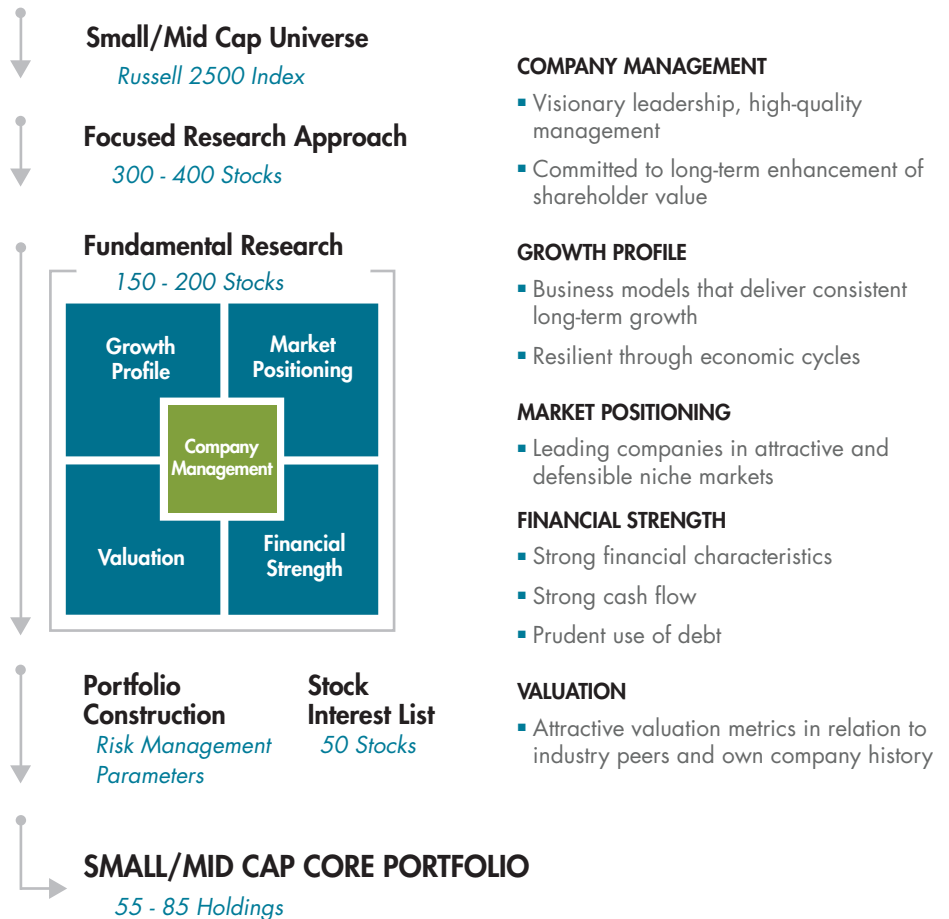 Small/Mid Cap Universe
Russell 2500 Index
Focused Research Approach
300 - 400 Stocks
Fundamental Research
150 - 200 Stocks
Growth
Profile
Market
Positioning
Company
Management
Valuation
Financial
Strength
Portfolio
Construction
Risk Management
Parameters
Stock
Interest List
50 Stocks
SMALL/MID CAP CORE PORTFOLIO
55 - 85 Holdings
COMPANY MANAGEMENT
▪ Visionary leadership, high-quality
management
▪ Committed to long-term enhancement of
shareholder value
GROWTH PROFILE
▪ Business models that deliver consistent
long-term growth
▪ Resilient through economic cycles
MARKET POSITIONING
▪ Leading companies in attractive and
defensible niche markets
FINANCIAL STRENGTH
▪ Strong financial characteristics
▪ Strong cash flow
▪ Prudent use of debt
VALUATION
▪ Attractive valuation metrics in relation to
industry peers and own company history